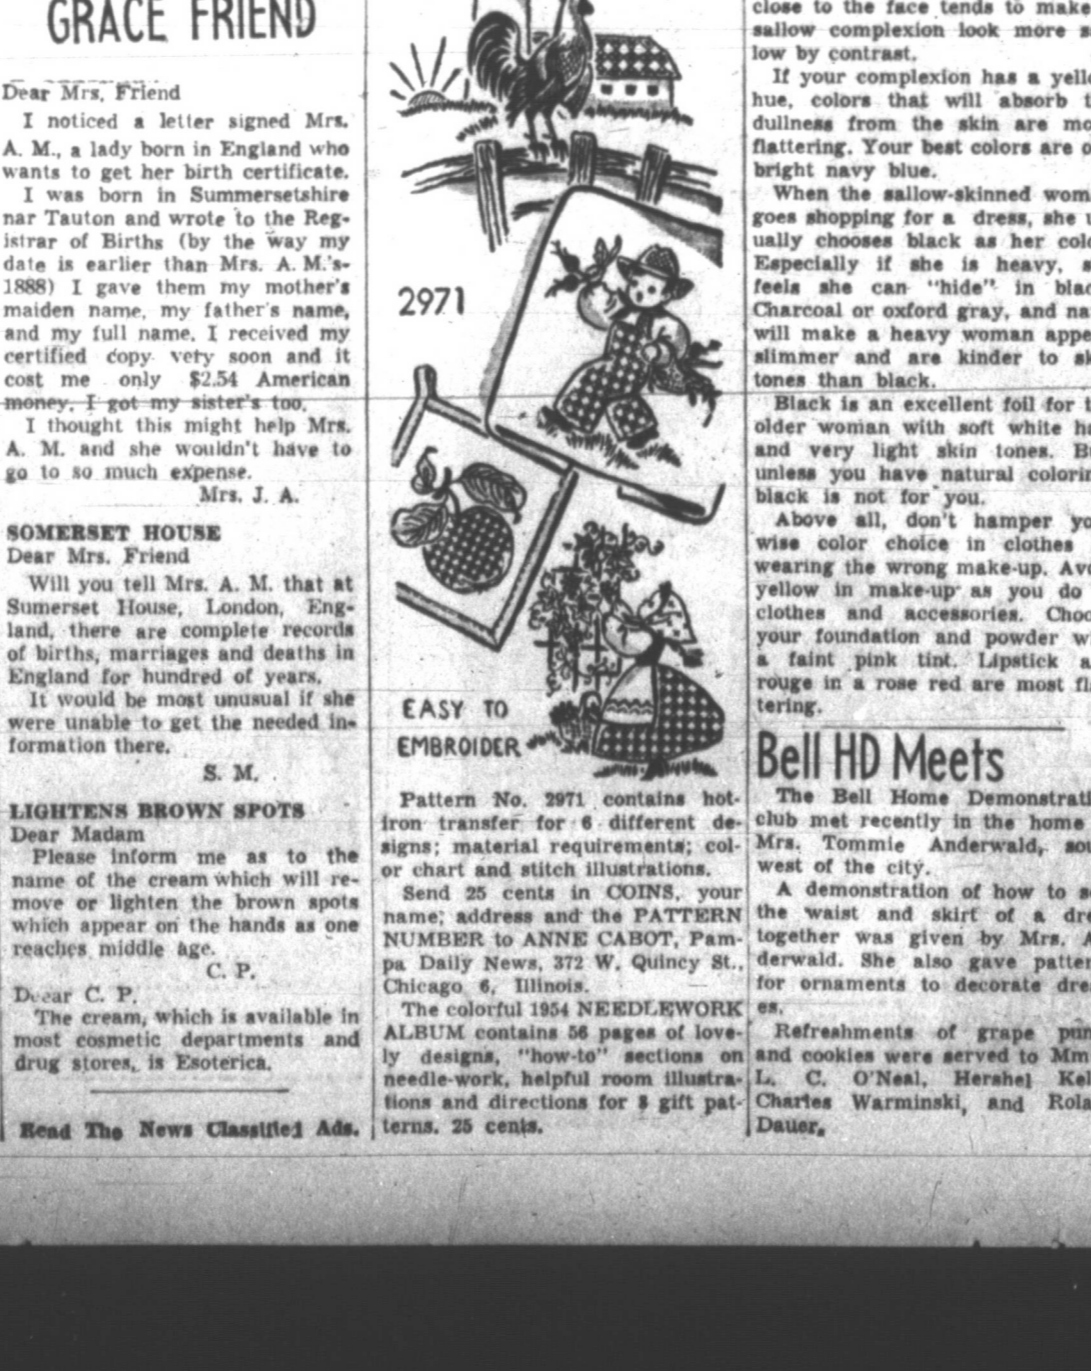 GRACE FRIEND
Dear Mrs. Friend
I noticed a letter signed Mrs.
A. M., a lady born in England who
wants to get her birth certificate.
I was born in Summersetshire
nar Tauton and wrote to the Reg-
istrar of Births (by the way my
date is earlier than Mrs. A. M.'s-
1888) I gave them my mother's
maiden name, my father's name,
and my full name. I received my
certified copy very soon and it
cost me only $2.54 American
money. I got my sister's too.
I thought this might help Mrs.
A. M. and she wouldn't have to
go to so much expense.
Mrs. J. A.
SOMERSET HOUSE
Dear Mrs. Friend
Will you tell Mrs. A. M. that at
Sumerset House, London, Eng-
land, there are complete records
of births, marriages and deaths in
England for hundred of years.
It would be most unusual if she
were unable to get the needed in-
formation there.
S. M.
LIGHTENS BROWN SPOTS
Dear Madam
Please inform me as to the
name of the cream which will re-
move or lighten the brown spots
which appear on the hands as one
reaches middle age.
C. P.
Deear C. P.
The cream, which is available in
most cosmetic departments and
drug stores, is Esoterica.
Read The News Classified Ads.
2971
EASY TO
EMBROIDER
Pattern No. 2971 contains hot-
iron transfer for 6 different de-
signs; material requirements; col-
or chart and stitch illustrations.
Send 25 cents in COINS, your
name; address and the PATTERN
NUMBER to ANNE CABOT, Pam-
pa Daily News, 372 W. Quincy St.,
Chicago 6, Illinois.
The colorful 1954 NEEDLEWORK
ALBUM contains 56 pages of love-
ly designs, "how-to" sections on
needle-work, helpful room illustra-
tions and directions for 8 gift pat-
terns. 25 cents.
close to the face tends to make
sallow complexion look more s
low by contrast.
If your complexion has a yell
hue, colors that will absorb t
dullness from the skin are mo
flattering. Your best colors are o
bright navy blue.
When the sallow-skinned wom
goes shopping for a dress, she
ually chooses black as her col
Especially if she is heavy, s
feels she can "hide" in blac
Charcoal or oxford gray, and na
will make a heavy woman appe
slimmer and are kinder to sk
tones than black.
Black is an excellent foil for t
older woman with soft white ha
and very light skin tones. B
unless you have natural colorin
black is not for you.
Above all, don't hamper yo
wise color choice in clothes
wearing the wrong make-up. Avo
yellow in make-up as you do
clothes and accessories. Choo
your foundation and powder w
a faint pink tint. Lipstick a
rouge in a rose red are most fl
tering.
Bell HD Meets
The Bell Home Demonstrati
club met recently in the home
Mrs. Tommie Anderwald, sou
west of the city.
A demonstration of how to s
the waist and skirt of a dr
together was given by Mrs. A
derwald. She also gave patter
for ornaments to decorate dre
es.
Refreshments of grape pun
and cookies were served to Mm
L. C. O'Neal, Hershel Kel
Charles Warminski, and Rola
Dauer.